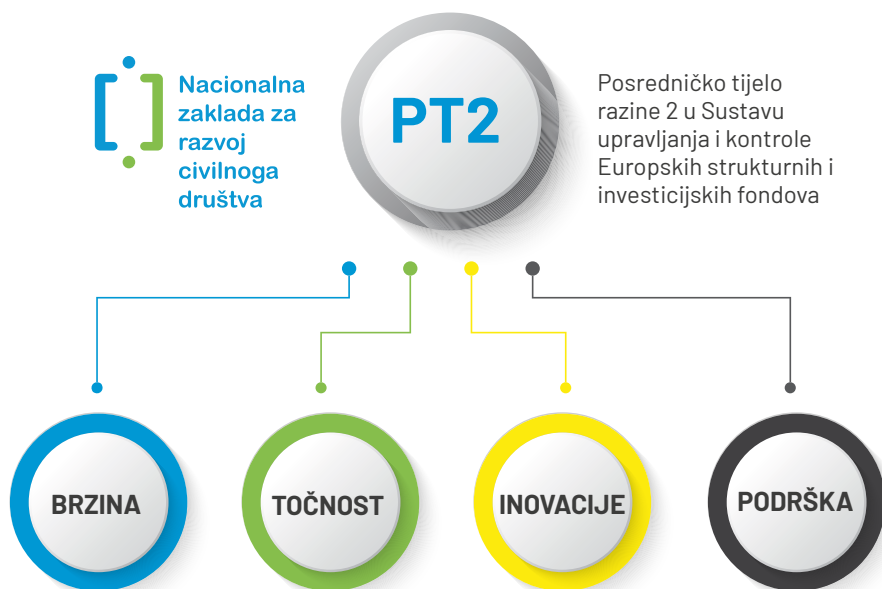 Nacionalna
zaklada za
razvoj
civilnoga
društva
PT2
Posredničko tijelo
razine 2 u Sustavu
upravljanja i kontrole
Europskih strukturnih i
investicijskih fondova
BRZINA
TOČNOST
INOVACIJE
PODRŠKA